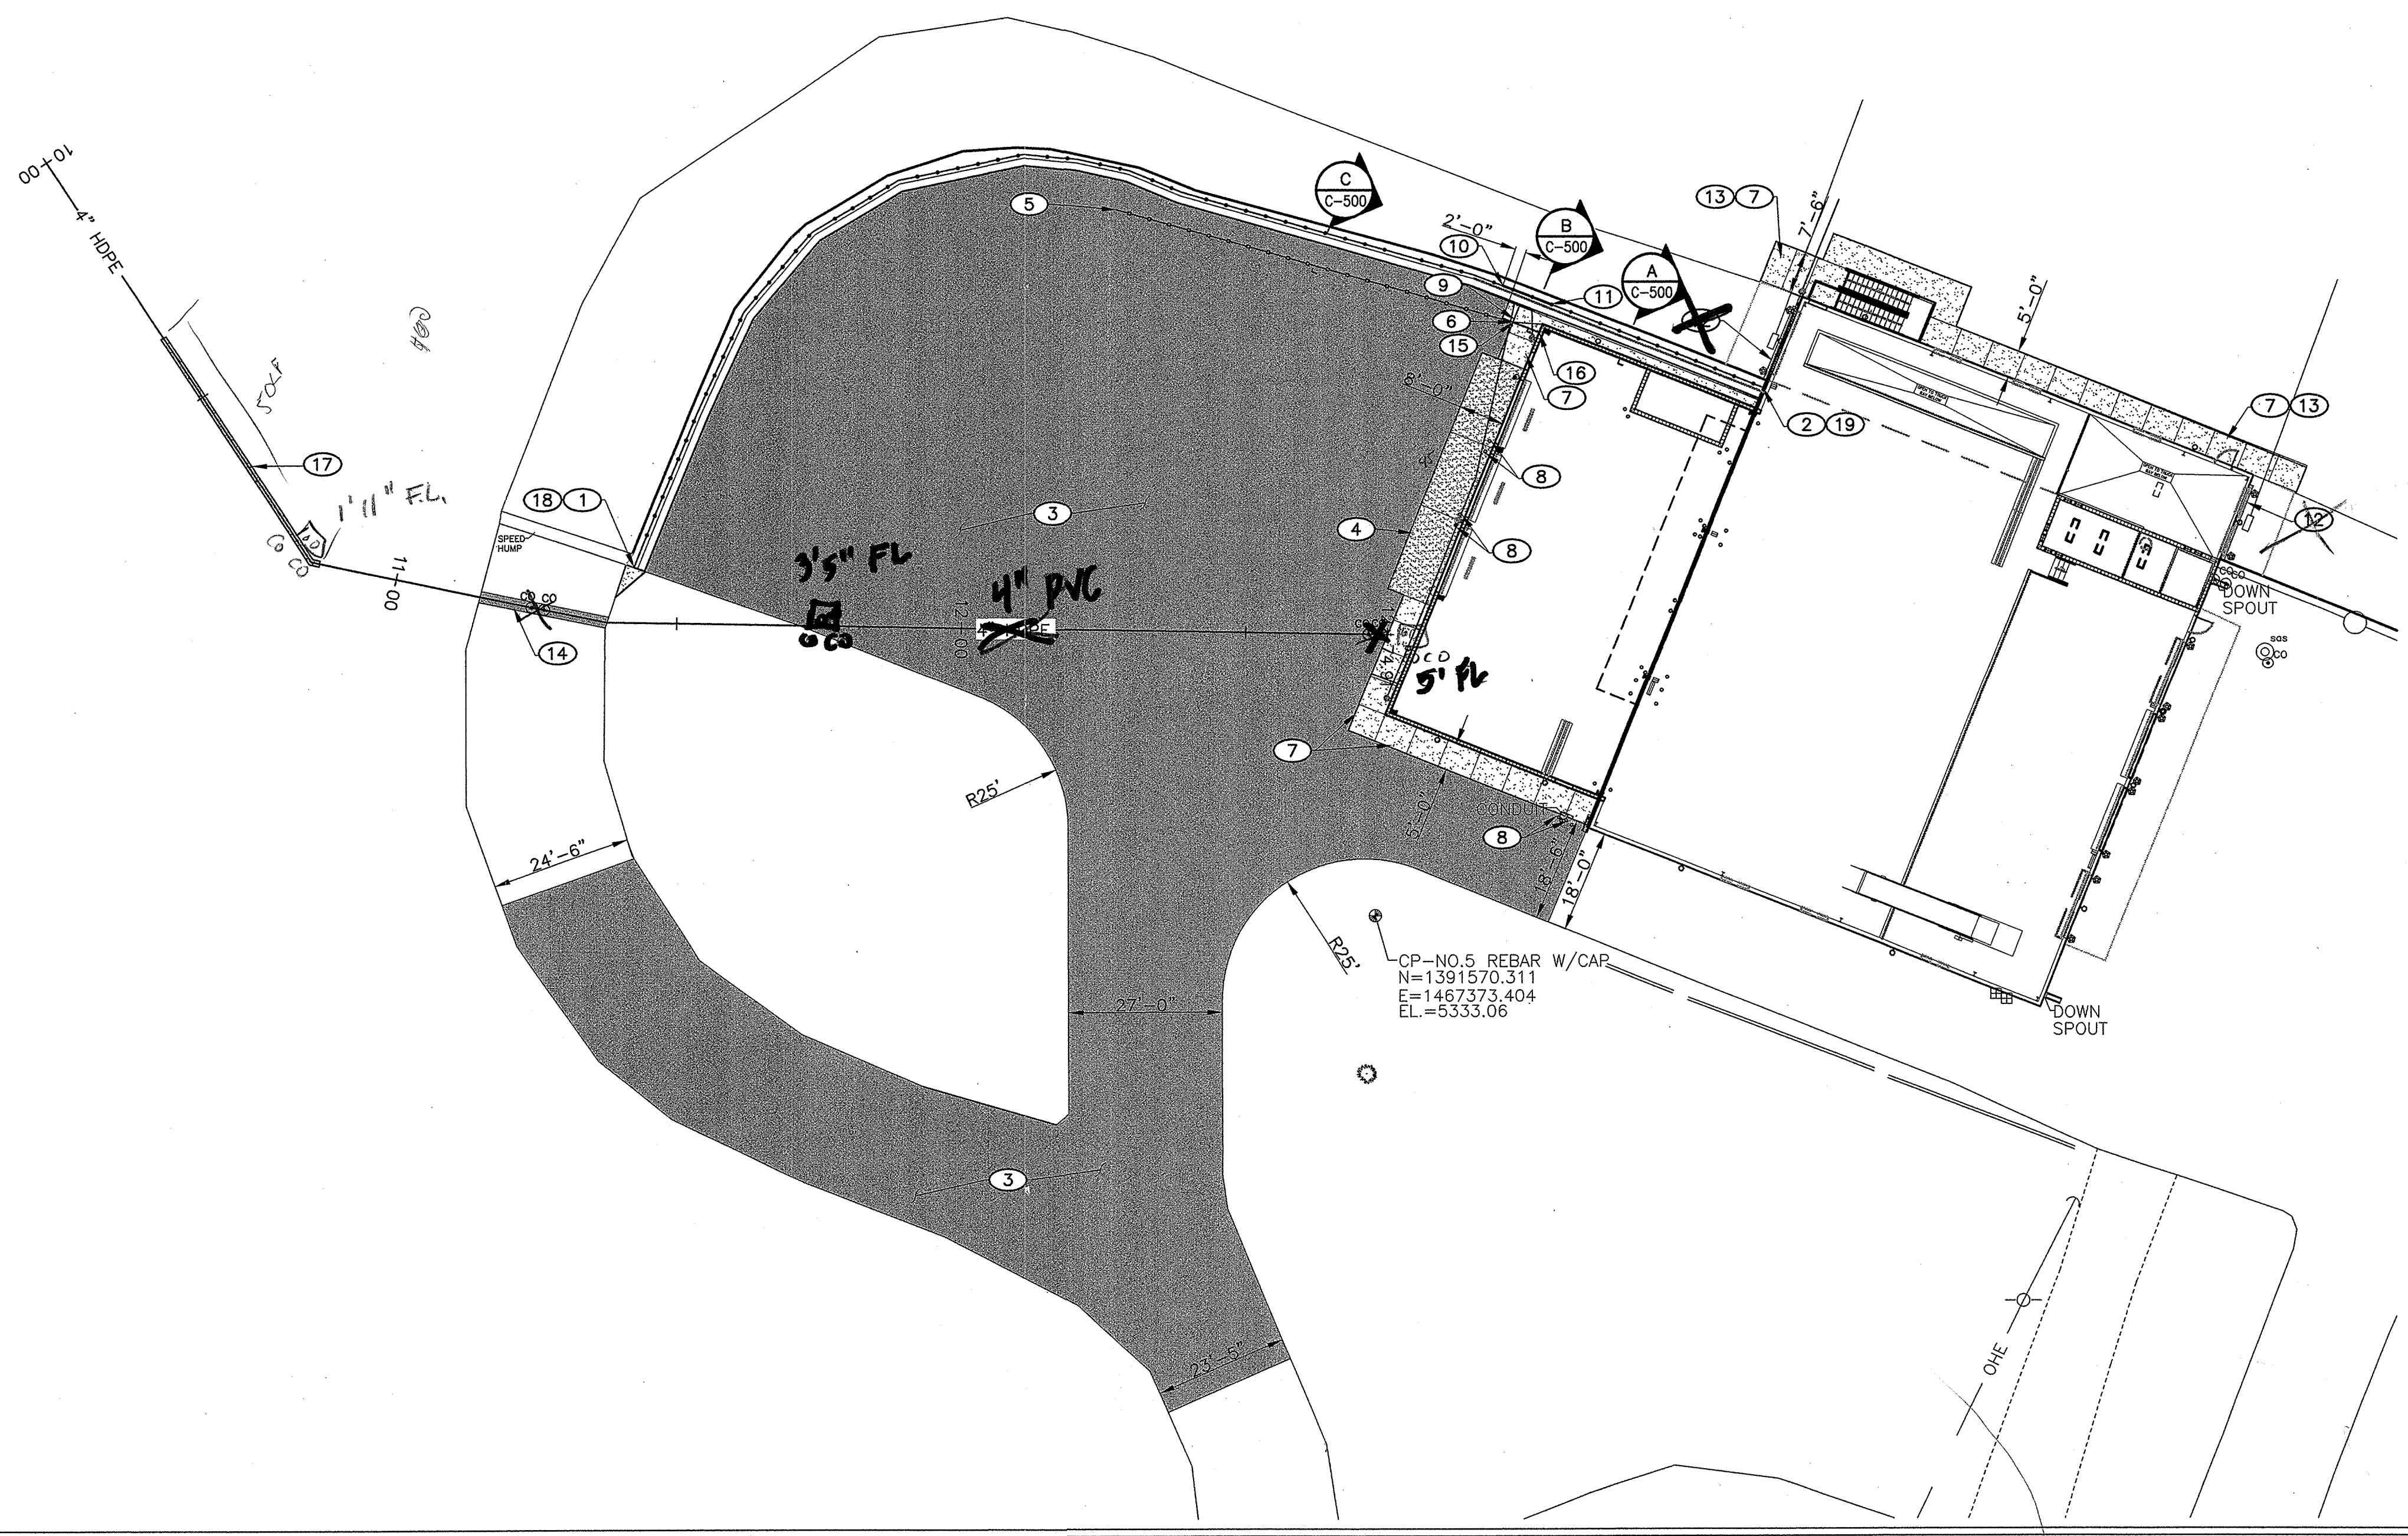 C
C-500
13 7
7'-6"
5
2'-0"
B
C-500
10
A
C-500
10+00
4" HDPE
9
11
5'-0"
6
15
16
50LF
8'-0"
7
2 19
7 13
17
1'11" F.L.
18 1
8
3
4
12
SPEED
HUMP
3'5" FL
4" PVC
8
11+00
CO CO
CO CO
12+00
COCO
DOWN
SPOUT
14
5' FL
SAS
CO
7
R25'
CONDUIT
5'-0"
8
24'-6"
18'-6"
18'-0"
R25'
CP-NO.5 REBAR W/CAP
N=1391570.311
E=1467373.404
EL.=5333.06
27'-0"
DOWN
SPOUT
3
OHE
23'-5"